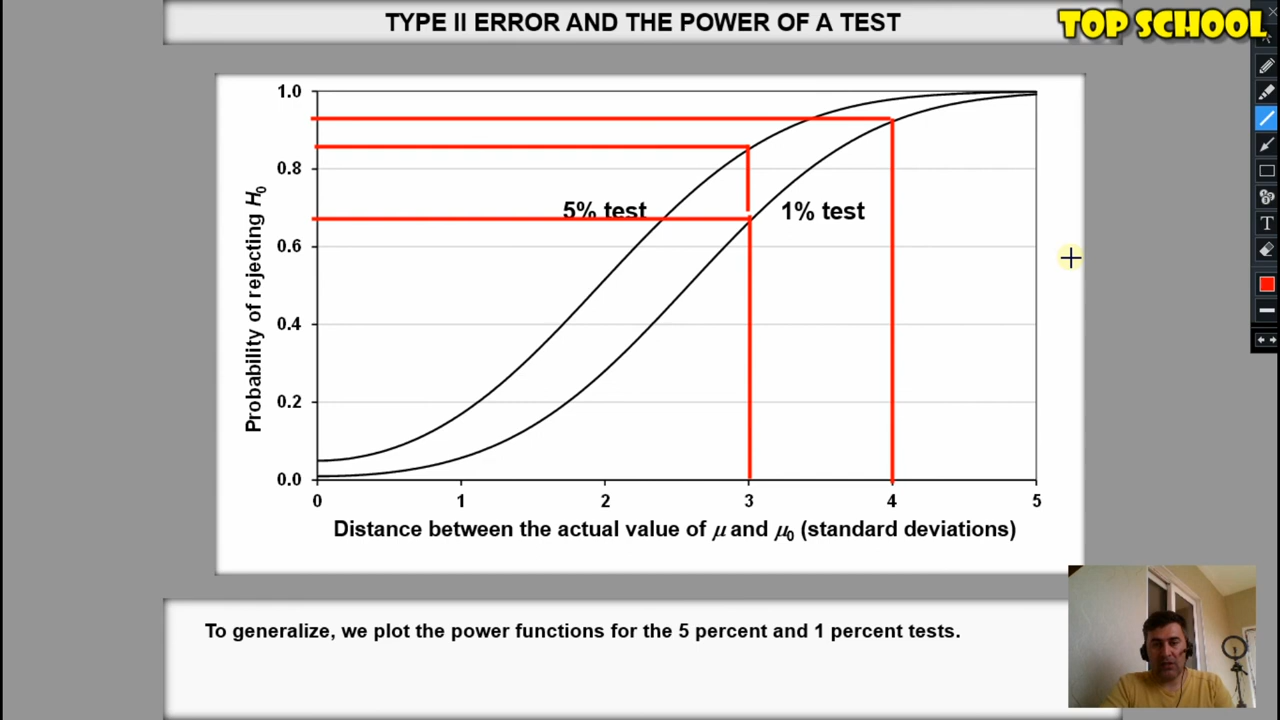 TYPE II ERROR AND THE POWER OF A TEST
TOP SCHOOL
1.0
0.8
0.6
0.4
0.2
0.0
Probability of rejecting H₀
5% test
1% test
0 1 2 3 4 5
Distance between the actual value of μ and μ₀ (standard deviations)
To generalize, we plot the power functions for the 5 percent and 1 percent tests.
T